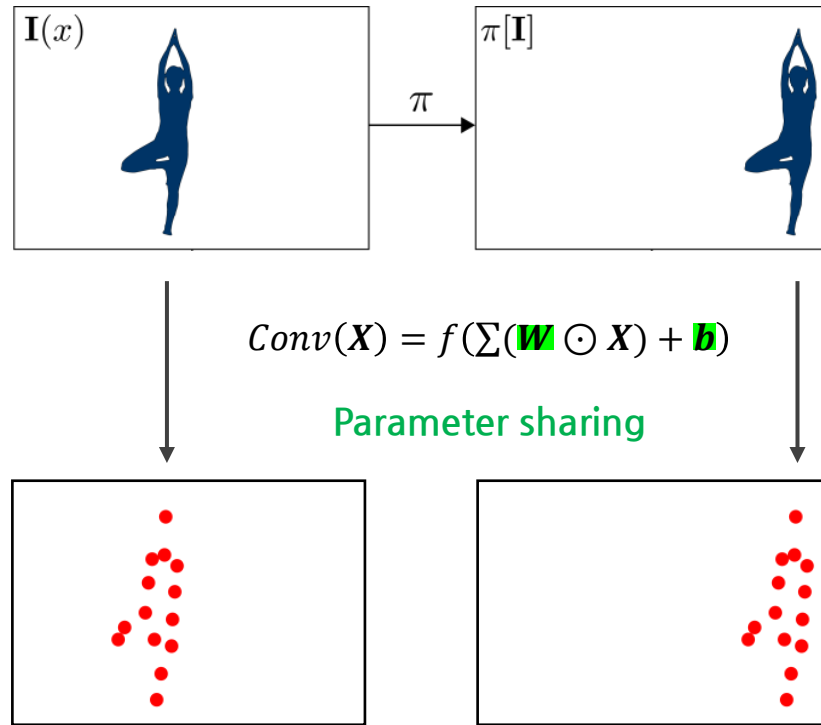 I(x)
π[I]
π
Conv(X) = f(∑(W ⊙ X) + b)
Parameter sharing